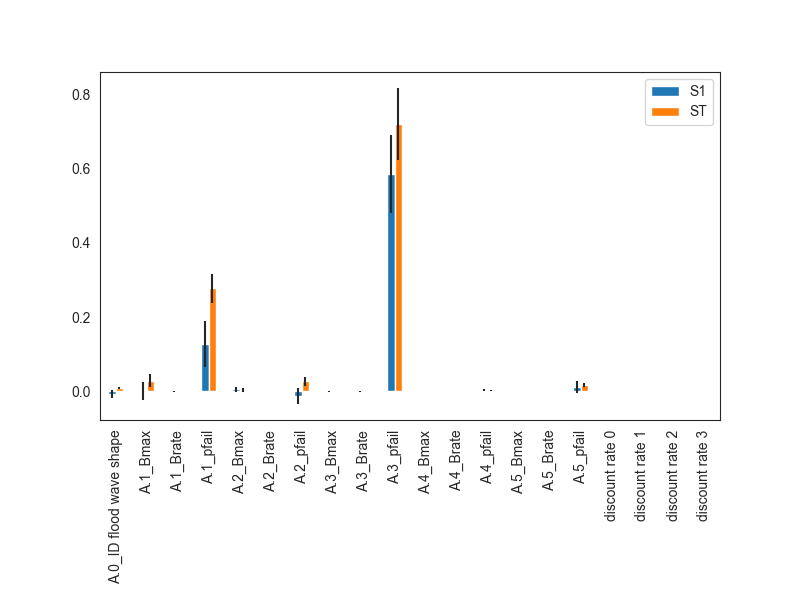 S1
ST
0.8
0.6
0.4
0.2
0.0
A.0_ID flood wave shape
A.1_Bmax
A.1_Brate
A.1_pfail
A.2_Bmax
A.2_Brate
A.2_pfail
A.3_Bmax
A.3_Brate
A.3_pfail
A.4_Bmax
A.4_Brate
A.4_pfail
A.5_Bmax
A.5_Brate
A.5_pfail
discount rate 0
discount rate 1
discount rate 2
discount rate 3